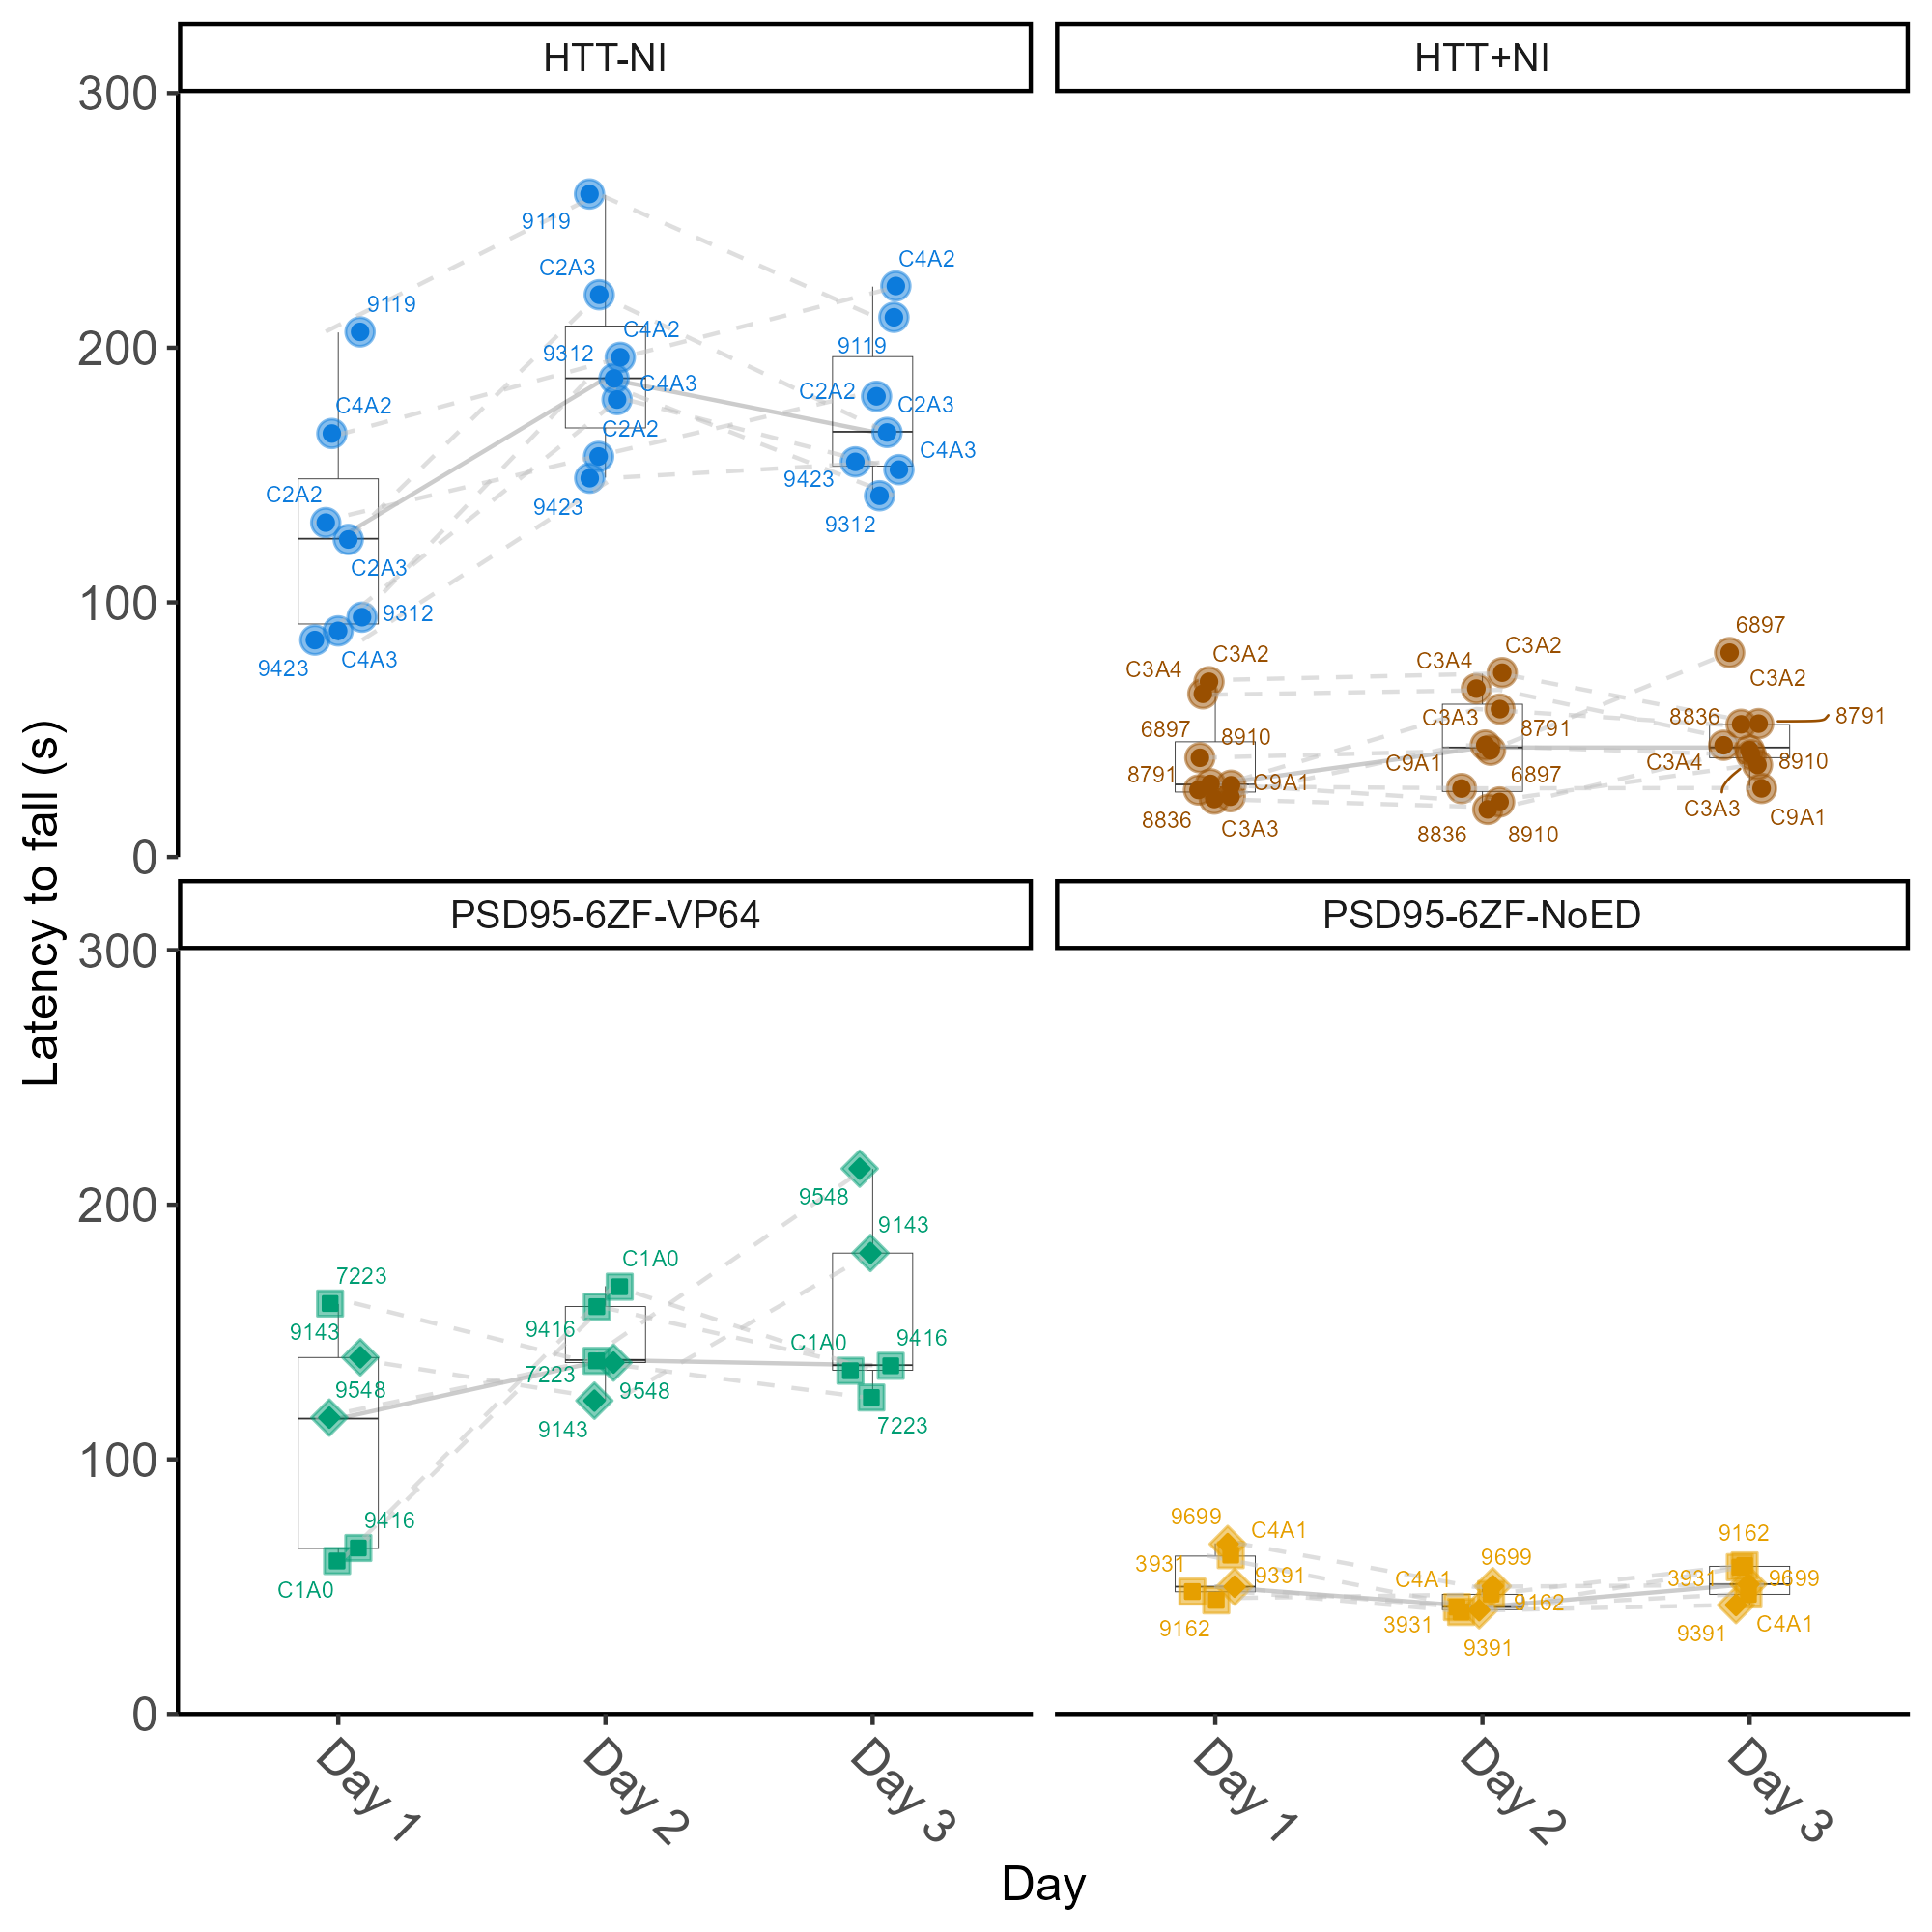 HTT-NI
HTT+NI
300
200
100
0
9119
C4A2
C2A2
C2A3
9312
9423
C4A3
9119
C2A3
C4A2
9312
C4A3
C2A2
9423
C4A2
9119
C2A2
C2A3
C4A3
9423
9312
C3A2
C3A4
6897
8910
8791
C9A1
8836
C3A3
C3A2
C3A4
C3A3
8791
C9A1
6897
8836
8910
6897
C3A2
8836
8791
C3A4
8910
C3A3
C9A1
PSD95-6ZF-VP64
PSD95-6ZF-NoED
300
200
100
0
7223
9143
9548
9416
C1A0
C1A0
9416
7223
9548
9143
9548
9143
C1A0
9416
7223
9699
C4A1
3931
9391
9162
9699
C4A1
9162
3931
9391
9162
3931
9699
C4A1
9391
Day 1
Day 2
Day 3
Day 1
Day 2
Day 3
Day
Latency to fall (s)